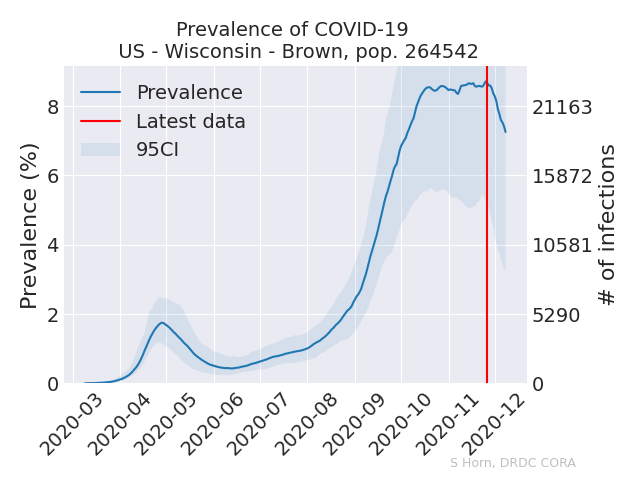 Prevalence of COVID-19
US - Wisconsin - Brown, pop. 264542
Prevalence
Latest data
95CI
Prevalence (%)
8
6
4
2
0
21163
15872
10581
5290
0
# of infections
2020-03
2020-04
2020-05
2020-06
2020-07
2020-08
2020-09
2020-10
2020-11
2020-12
S Horn, DRDC CORA